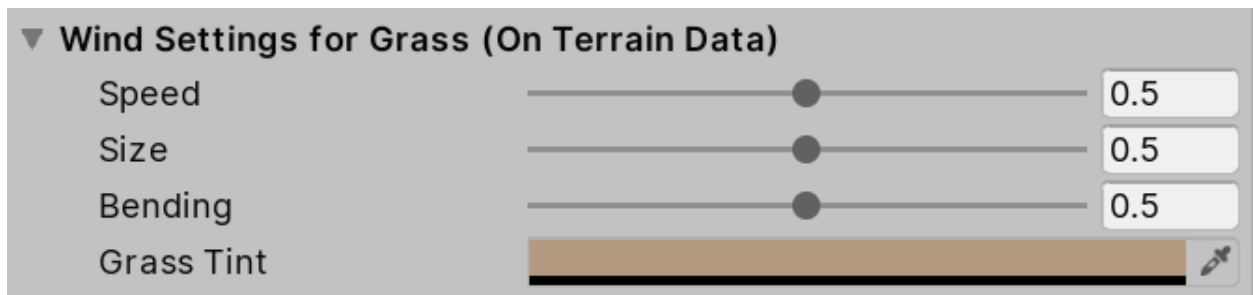 Wind Settings for Grass (On Terrain Data)
Speed 0.5
Size 0.5
Bending 0.5
Grass Tint